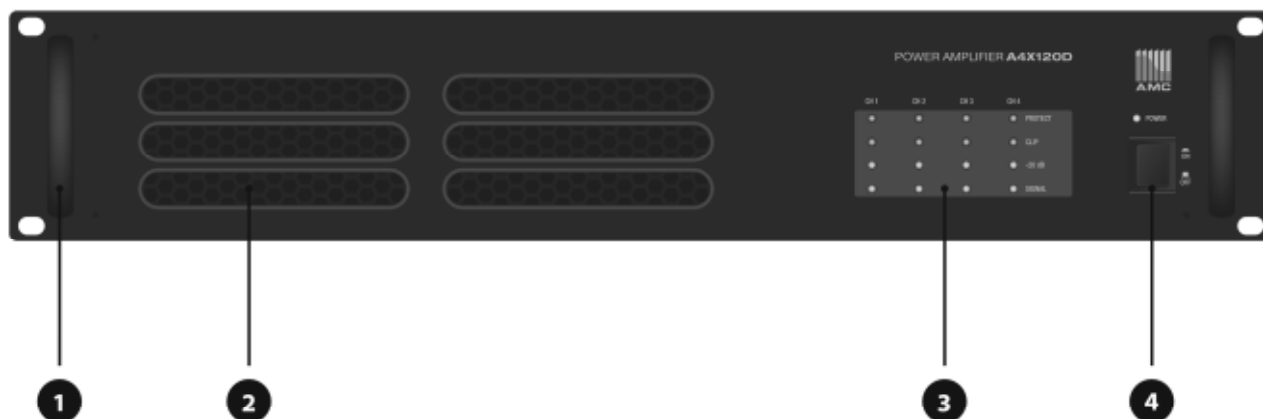 POWER AMPLIFIER A4X120D
AMC
CH 1 CH 2 CH 3 CH 4
PROTECT
POWER
CLIP
ON
-20 dB
OFF
SIGNAL
1 2 3 4